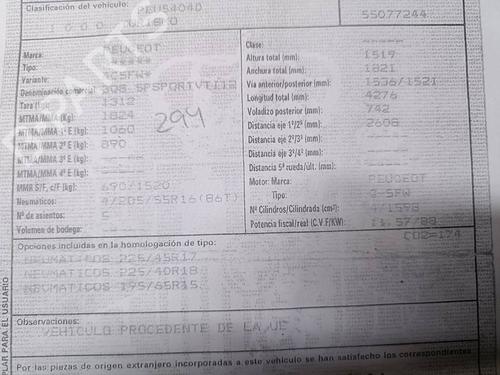 Clasificación del vehículo:
PEUS4040
55077244
1000 TURISMO
Marca: PEUGEOT
Tipo: *****
Variante: C5FW*
Denominación comercial: 308 5PSPORTVTI12
Tara (kg): 1312
MTMA/MMA (Kg): 1824
MTMA/MMA 1º E (kg): 1060
MTMA/MMA 2º E (kg): 890
MTMA/MMA 3º E (kg):
MTMA/MMA 4º E (kg):
MMR S/F, c/F (kg): 690/1520
Neumáticos: 4/205/55R16(86T)
Nº de asientos: 5
Volumen de bodega:
294
Clase:
Altura total (mm): 1519
Anchura total (mm): 1821
Vía anterior/posterior (mm): 1536/1521
Longitud total (mm): 4276
Voladizo posterior (mm): 742
Distancia eje 1º/2º (mm): 2608
Distancia eje 2º/3º (mm):
Distancia eje 3º/4º (mm):
Distancia 5ª rueda/últ. (mm):
Motor: Marca: PEUGEOT
Tipo: 5FW
Nº Cilindros/Cilindrada (cm³): 4/1598
Potencia fiscal/real (C.V.F/KW): 11,57/88
CO2=174
Opciones incluidas en la homologación de tipo:
NEUMATICOS 225/45R17
NEUMATICOS 225/40R18
NEUMATICOS 195/65R15
Observaciones:
VEHICULO PROCEDENTE DE LA UE
Por las piezas de origen extranjero incorporadas a este vehículo se han satisfecho los correspondientes
PLAR PARA EL USUARIO